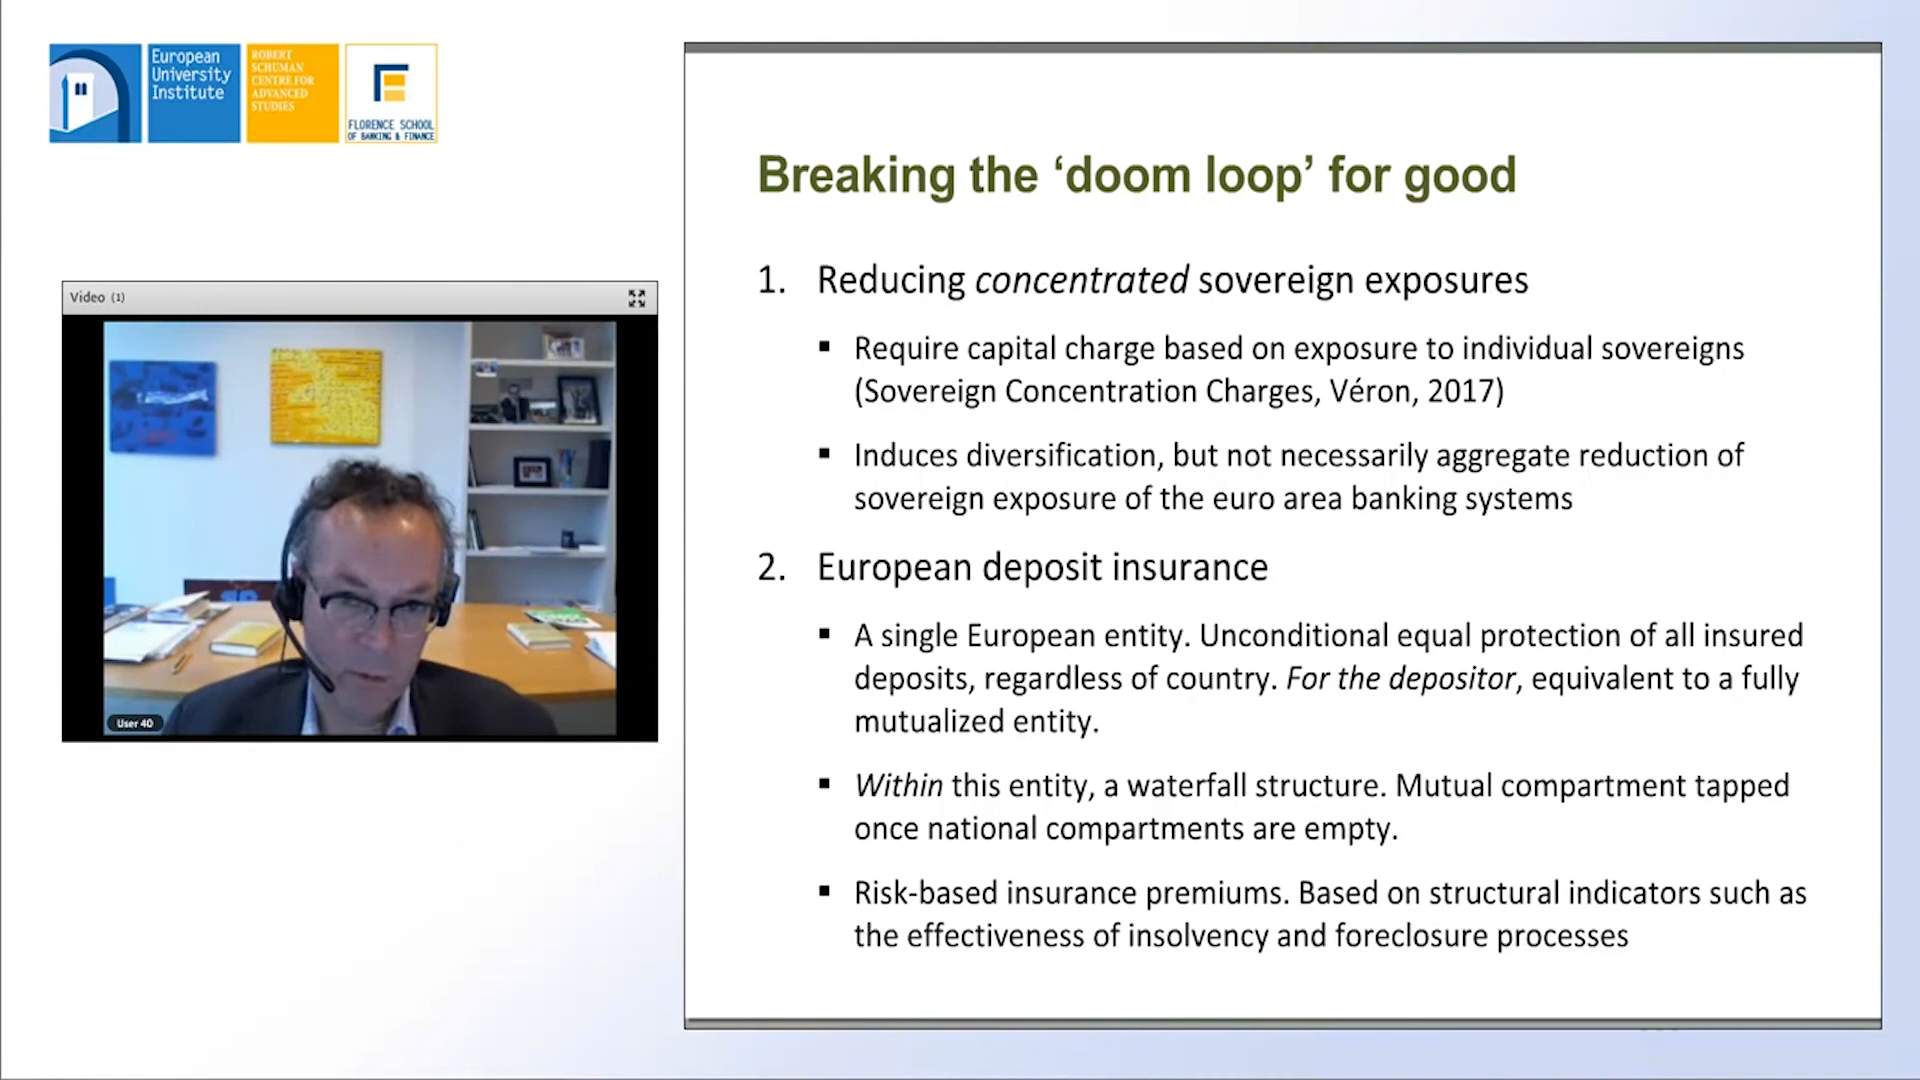 European
University
Institute
ROBERT
SCHUMAN
CENTRE FOR
ADVANCED
STUDIES
FLORENCE SCHOOL
OF BANKING & FINANCE
Video (1)
User 40
Breaking the ‘doom loop’ for good
1. Reducing concentrated sovereign exposures
▪ Require capital charge based on exposure to individual sovereigns
(Sovereign Concentration Charges, Véron, 2017)
▪ Induces diversification, but not necessarily aggregate reduction of
sovereign exposure of the euro area banking systems
2. European deposit insurance
▪ A single European entity. Unconditional equal protection of all insured
deposits, regardless of country. For the depositor, equivalent to a fully
mutualized entity.
▪ Within this entity, a waterfall structure. Mutual compartment tapped
once national compartments are empty.
▪ Risk-based insurance premiums. Based on structural indicators such as
the effectiveness of insolvency and foreclosure processes